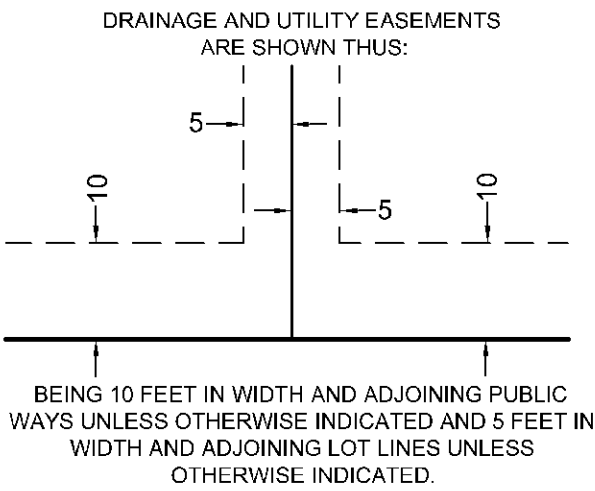 DRAINAGE AND UTILITY EASEMENTS
ARE SHOWN THUS:
5
10
5
10
BEING 10 FEET IN WIDTH AND ADJOINING PUBLIC
WAYS UNLESS OTHERWISE INDICATED AND 5 FEET IN
WIDTH AND ADJOINING LOT LINES UNLESS
OTHERWISE INDICATED.